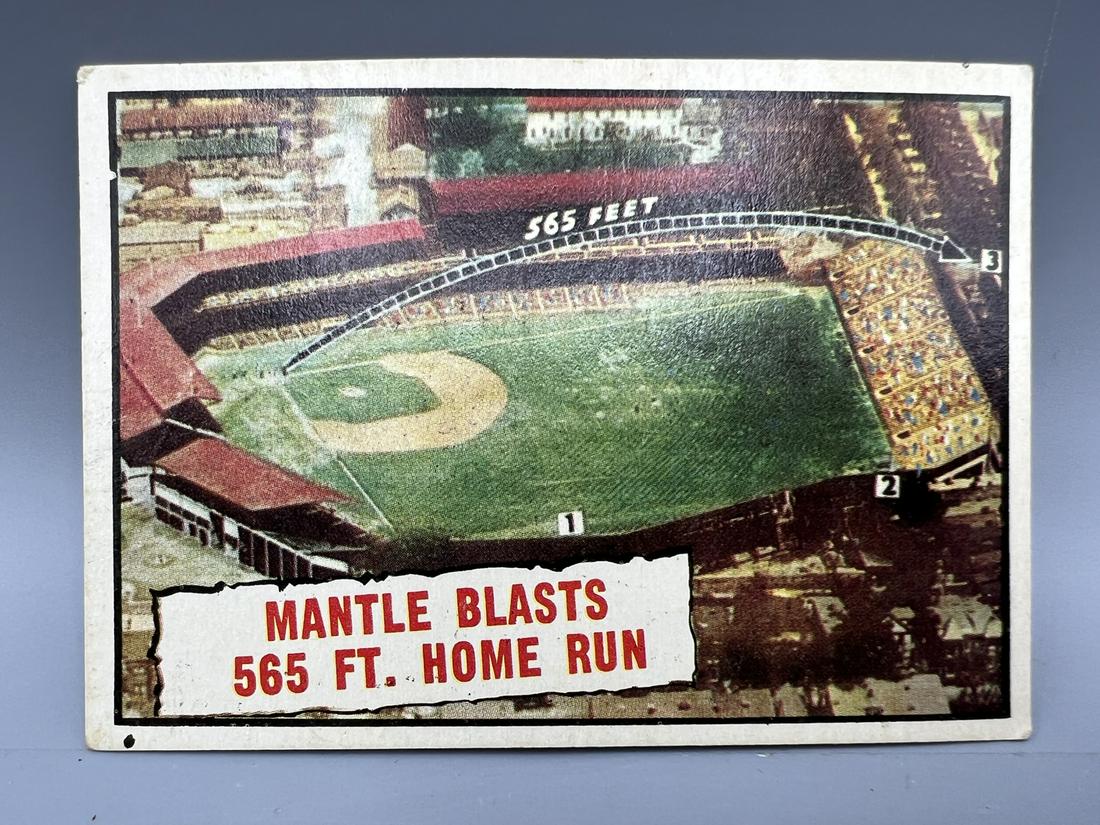 565 FEET
3
2
1
MANTLE BLASTS
565 FT. HOME RUN